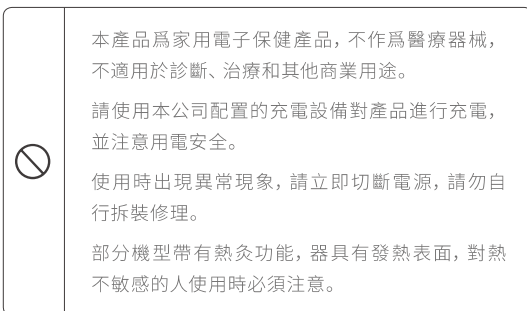 本產品爲家用電子保健產品，不作爲醫療器械，
不適用於診斷、治療和其他商業用途。
請使用本公司配置的充電設備對產品進行充電，
並注意用電安全。
使用時出現異常現象，請立即切斷電源，請勿自
行拆裝修理。
部分機型帶有熱灸功能，器具有發熱表面，對熱
不敏感的人使用時必須注意。